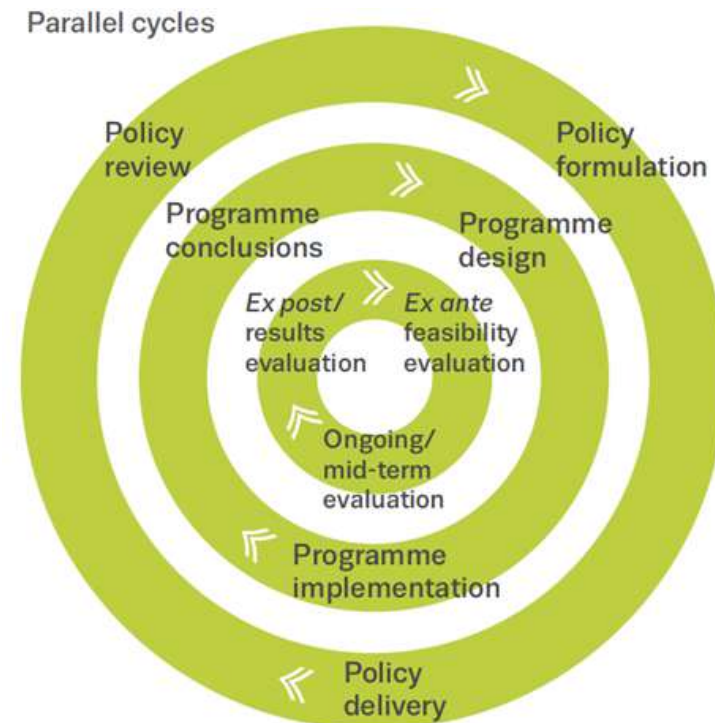 Parallel cycles
Policy
review
Policy
formulation
Programme
conclusions
Programme
design
Ex post/
results
evaluation
Ex ante
feasibility
evaluation
Ongoing/
mid-term
evaluation
Programme
implementation
Policy
delivery